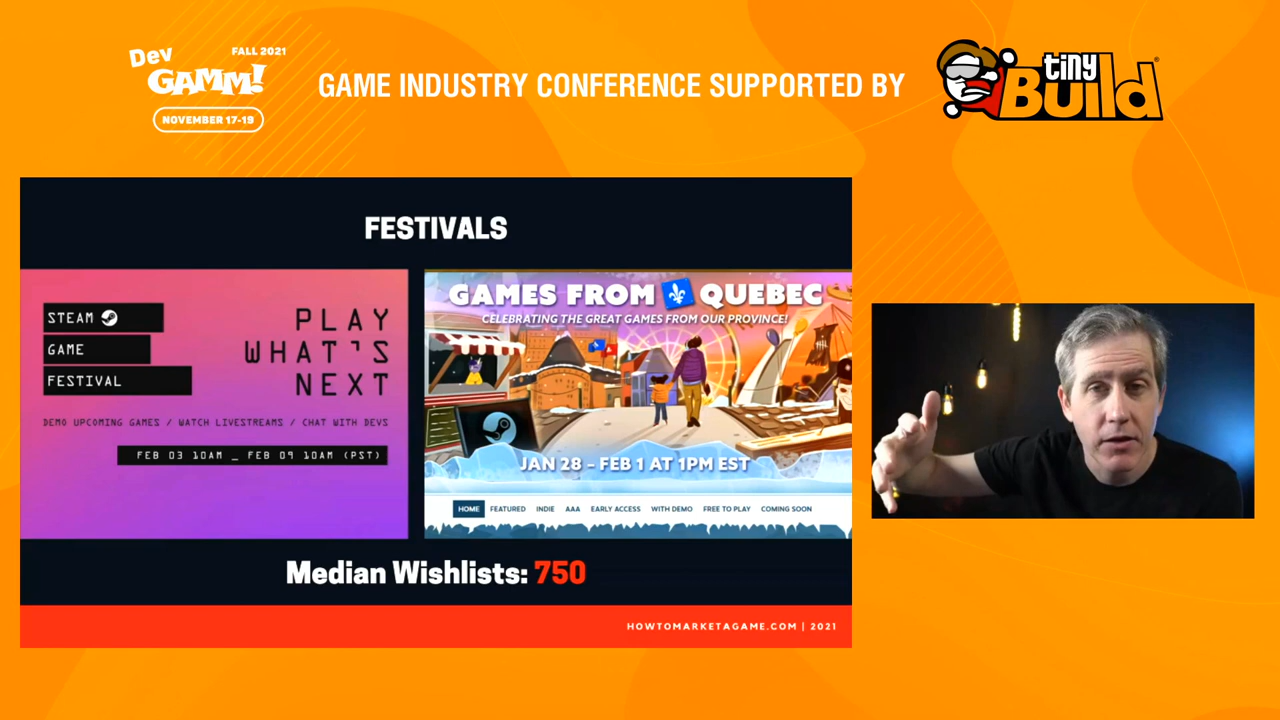 Dev
GAMM!
FALL 2021
NOVEMBER 17-19
GAME INDUSTRY CONFERENCE SUPPORTED BY
tiny
Build
FESTIVALS
STEAM
GAME
FESTIVAL
PLAY
WHAT'S
NEXT
DEMO UPCOMING GAMES / WATCH LIVESTREAMS / CHAT WITH DEVS
FEB 03 10AM _ FEB 09 10AM (PST)
GAMES FROM QUEBEC
CELEBRATING THE GREAT GAMES FROM OUR PROVINCE!
JAN 28 – FEB 1 AT 1PM EST
HOME FEATURED INDIE AAA EARLY ACCESS WITH DEMO FREE TO PLAY COMING SOON
Median Wishlists: 750
HOWTOMARKETAGAME.COM | 2021